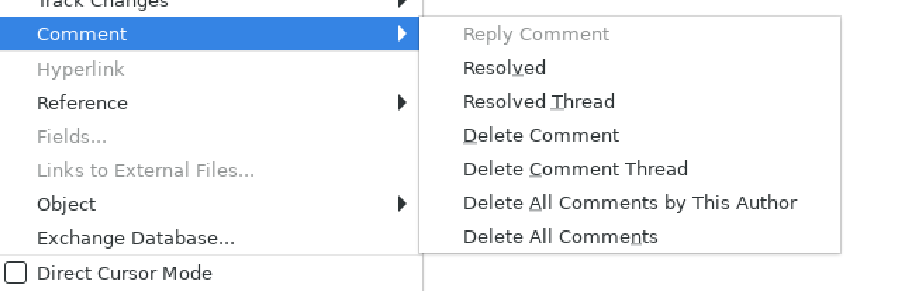 Track Changes
Comment
Hyperlink
Reference
Fields...
Links to External Files...
Object
Exchange Database...
Direct Cursor Mode
Reply Comment
Resolved
Resolved Thread
Delete Comment
Delete Comment Thread
Delete All Comments by This Author
Delete All Comments